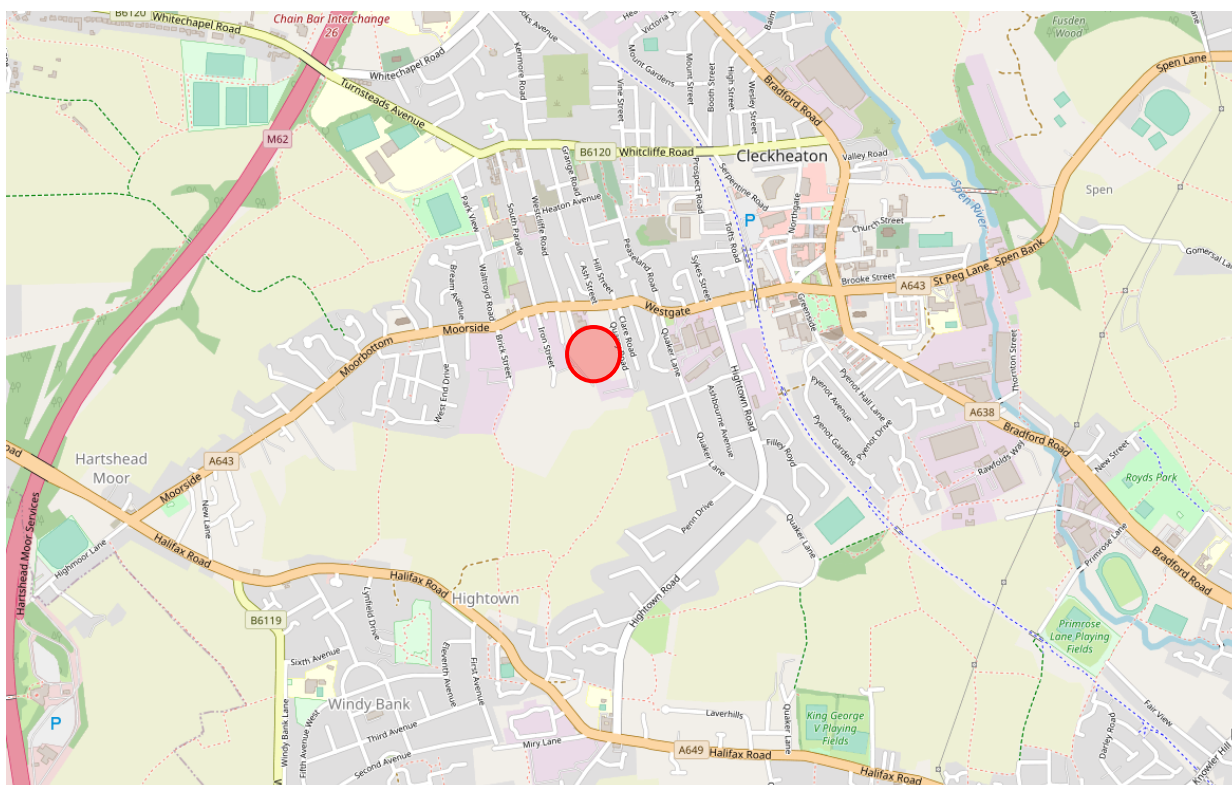 B6120
Whitechapel Road
Chain Bar Interchange
26
Kenmore Road
Victoria St
Fusden
Wood
Spen Lane
Whitechapel Road
Mount Gardens
Mount Street
Booth Street
High Street
Wesley Street
Bradford Road
Vine Street
Turnsteads Avenue
M62
B6120
Whitcliffe Road
Cleckheaton
Valley Road
Grange Road
Prospect Road
Serpentine Road
Spen River
Spen
Heaton Avenue
Park View
South Parade
Westcliffe Road
P
Northgate
Church Street
Tofts Road
Gomersal La
Peaseland Road
Hill Street
Ash Street
Sykes Street
Bream Avenue
Waltroyd Road
Brooke Street
A643
St Peg Lane
Spen Bank
Westgate
Greenside
Moorside
Moorbottom
Iron Street
Brick Street
Clare Road
Quaker Lane
Hightown Road
Thornton Street
West End Drive
Pyenot Hall Lane
Pyenot Avenue
Ashbourne Avenue
Pyenot Drive
Pyenot Gardens
A638
Bradford Road
Filley Royd
Rawfolds Way
New Street
Hartshead
Moor
A643
Moorside
Quaker Lane
Royds Park
New Lane
Penn Drive
Hartshead Moor Services
Highmoor Lane
Halifax Road
Quaker Lane
Primrose Lane
Bradford Road
Halifax Road
Hightown
Hightown Road
B6119
Lynfield Drive
Primrose
Lane Playing
Fields
Eleventh Avenue
First Avenue
Sixth Avenue
Windy Bank
Windy Bank Lane
Fifth Avenue West
P
Third Avenue
Laverhills
Quaker Lane
King George
V Playing
Fields
Fair View
Darley Road
Miry Lane
Second Avenue
A649
Halifax Road
Halifax Road
Knowler Hill